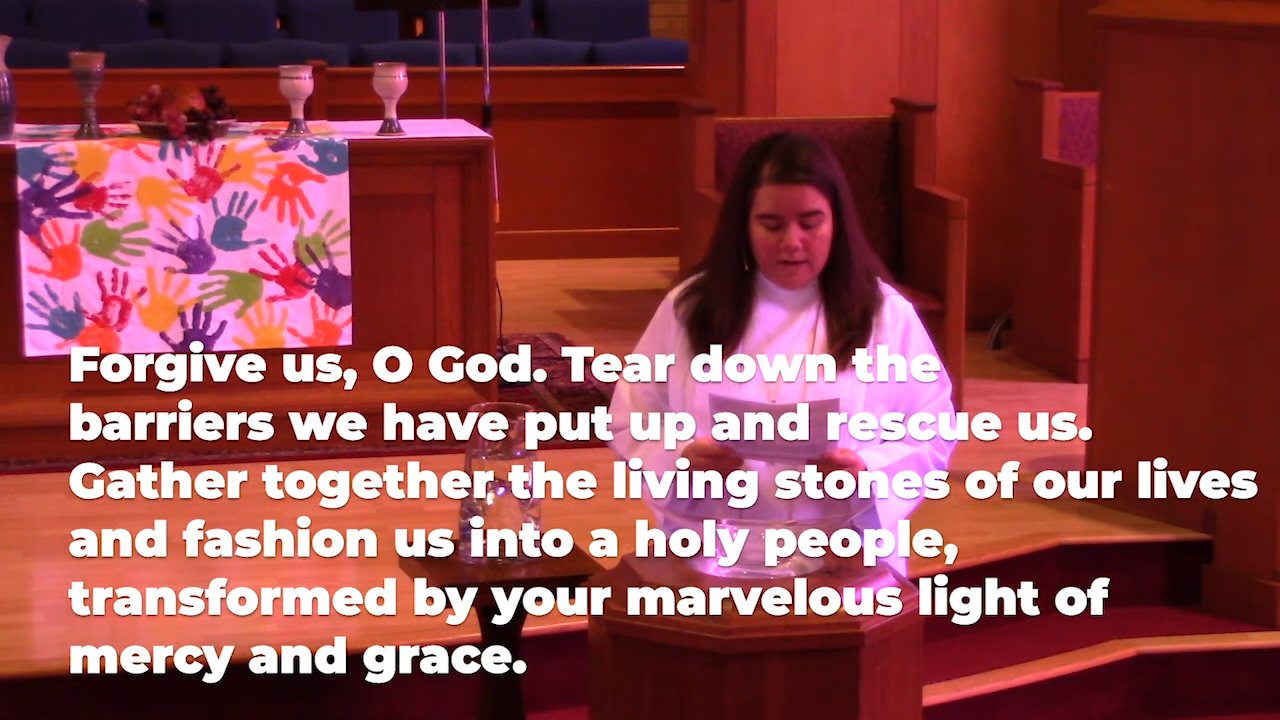 Forgive us, O God. Tear down the
barriers we have put up and rescue us.
Gather together the living stones of our lives
and fashion us into a holy people,
transformed by your marvelous light of
mercy and grace.